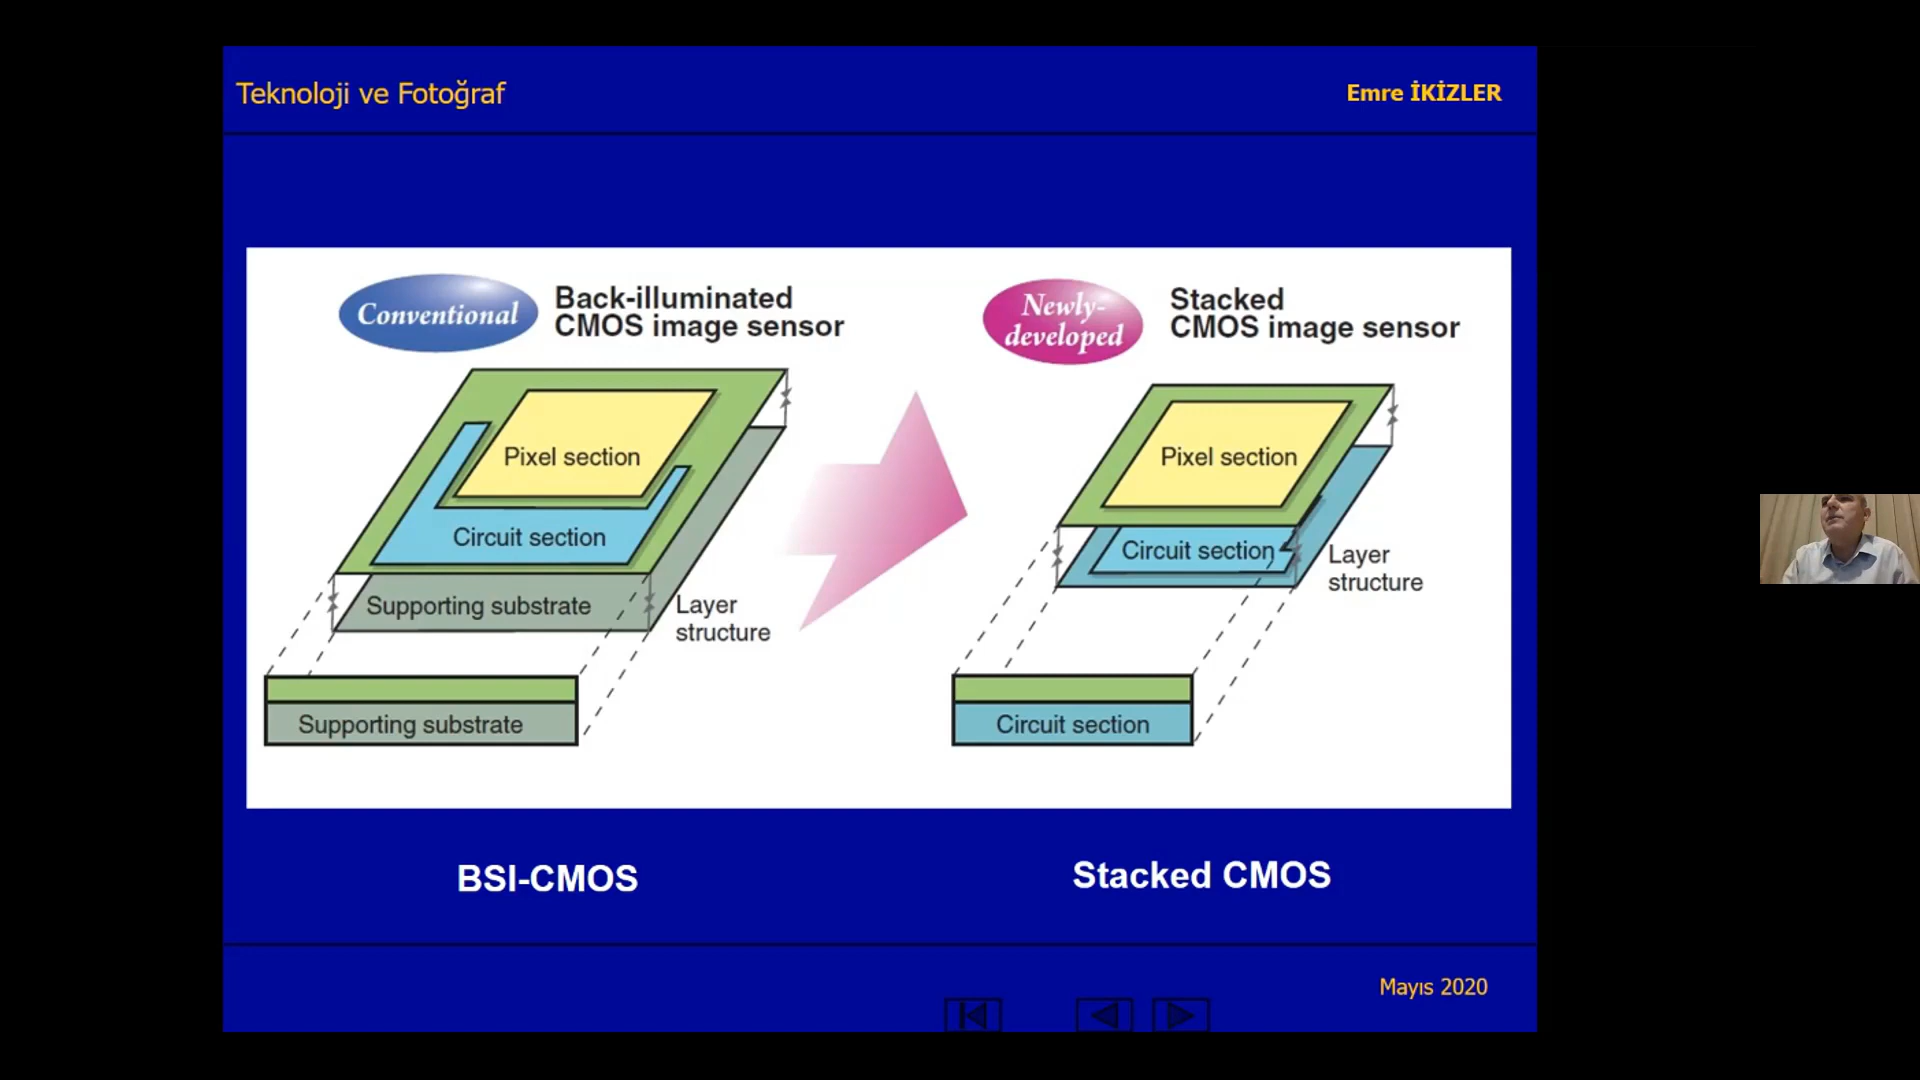 Teknoloji ve Fotoğraf
Emre İKİZLER
Conventional
Back-illuminated
CMOS image sensor
Newly-
developed
Stacked
CMOS image sensor
Pixel section
Circuit section
Supporting substrate
Layer
structure
Supporting substrate
Pixel section
Circuit section
Layer
structure
Circuit section
BSI-CMOS
Stacked CMOS
Mayıs 2020